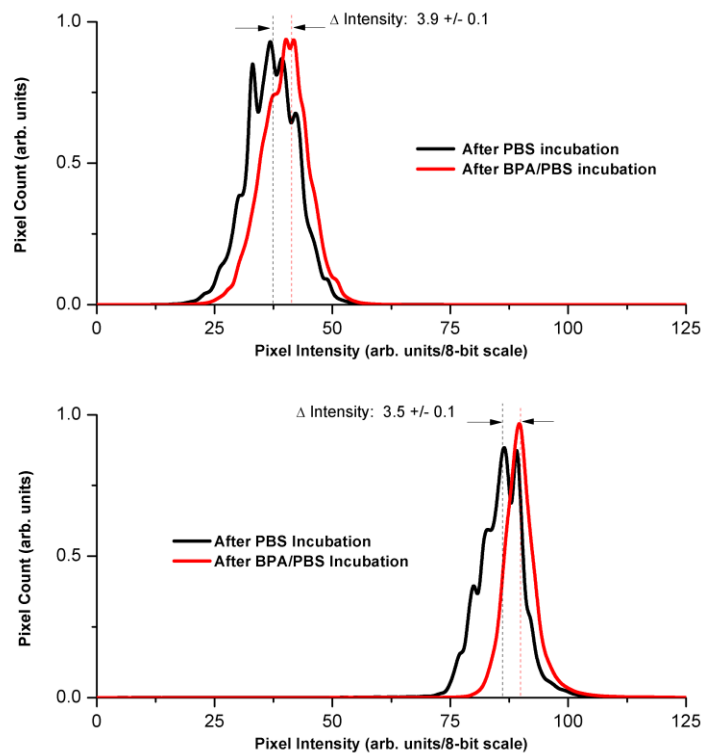 Δ Intensity: 3.9 +/- 0.1
1.0
0.5
0.0
Pixel Count (arb. units)
After PBS incubation
After BPA/PBS incubation
0 25 50 75 100 125
Pixel Intensity (arb. units/8-bit scale)
Δ Intensity: 3.5 +/- 0.1
1.0
0.5
0.0
Pixel Count (arb. units)
After PBS Incubation
After BPA/PBS Incubation
0 25 50 75 100 125
Pixel Intensity (arb. units/8-bit scale)